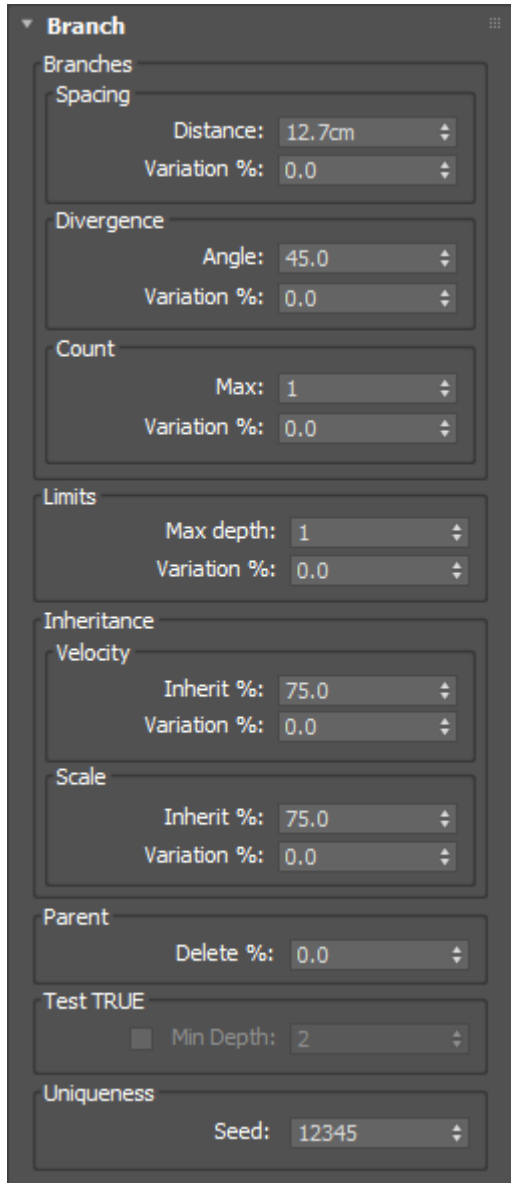 Branch
Branches
Spacing
Distance: 12.7cm
Variation %: 0.0
Divergence
Angle: 45.0
Variation %: 0.0
Count
Max: 1
Variation %: 0.0
Limits
Max depth: 1
Variation %: 0.0
Inheritance
Velocity
Inherit %: 75.0
Variation %: 0.0
Scale
Inherit %: 75.0
Variation %: 0.0
Parent
Delete %: 0.0
Test TRUE
Min Depth: 2
Uniqueness
Seed: 12345